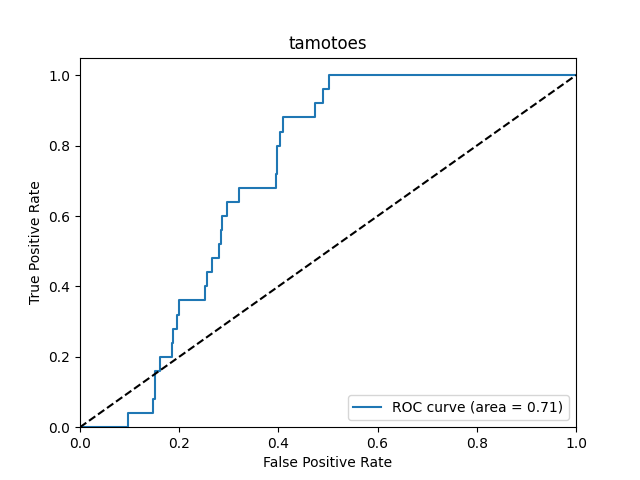 tamotoes
1.0
0.8
0.6
0.4
0.2
0.0
True Positive Rate
ROC curve (area = 0.71)
0.0 0.2 0.4 0.6 0.8 1.0
False Positive Rate